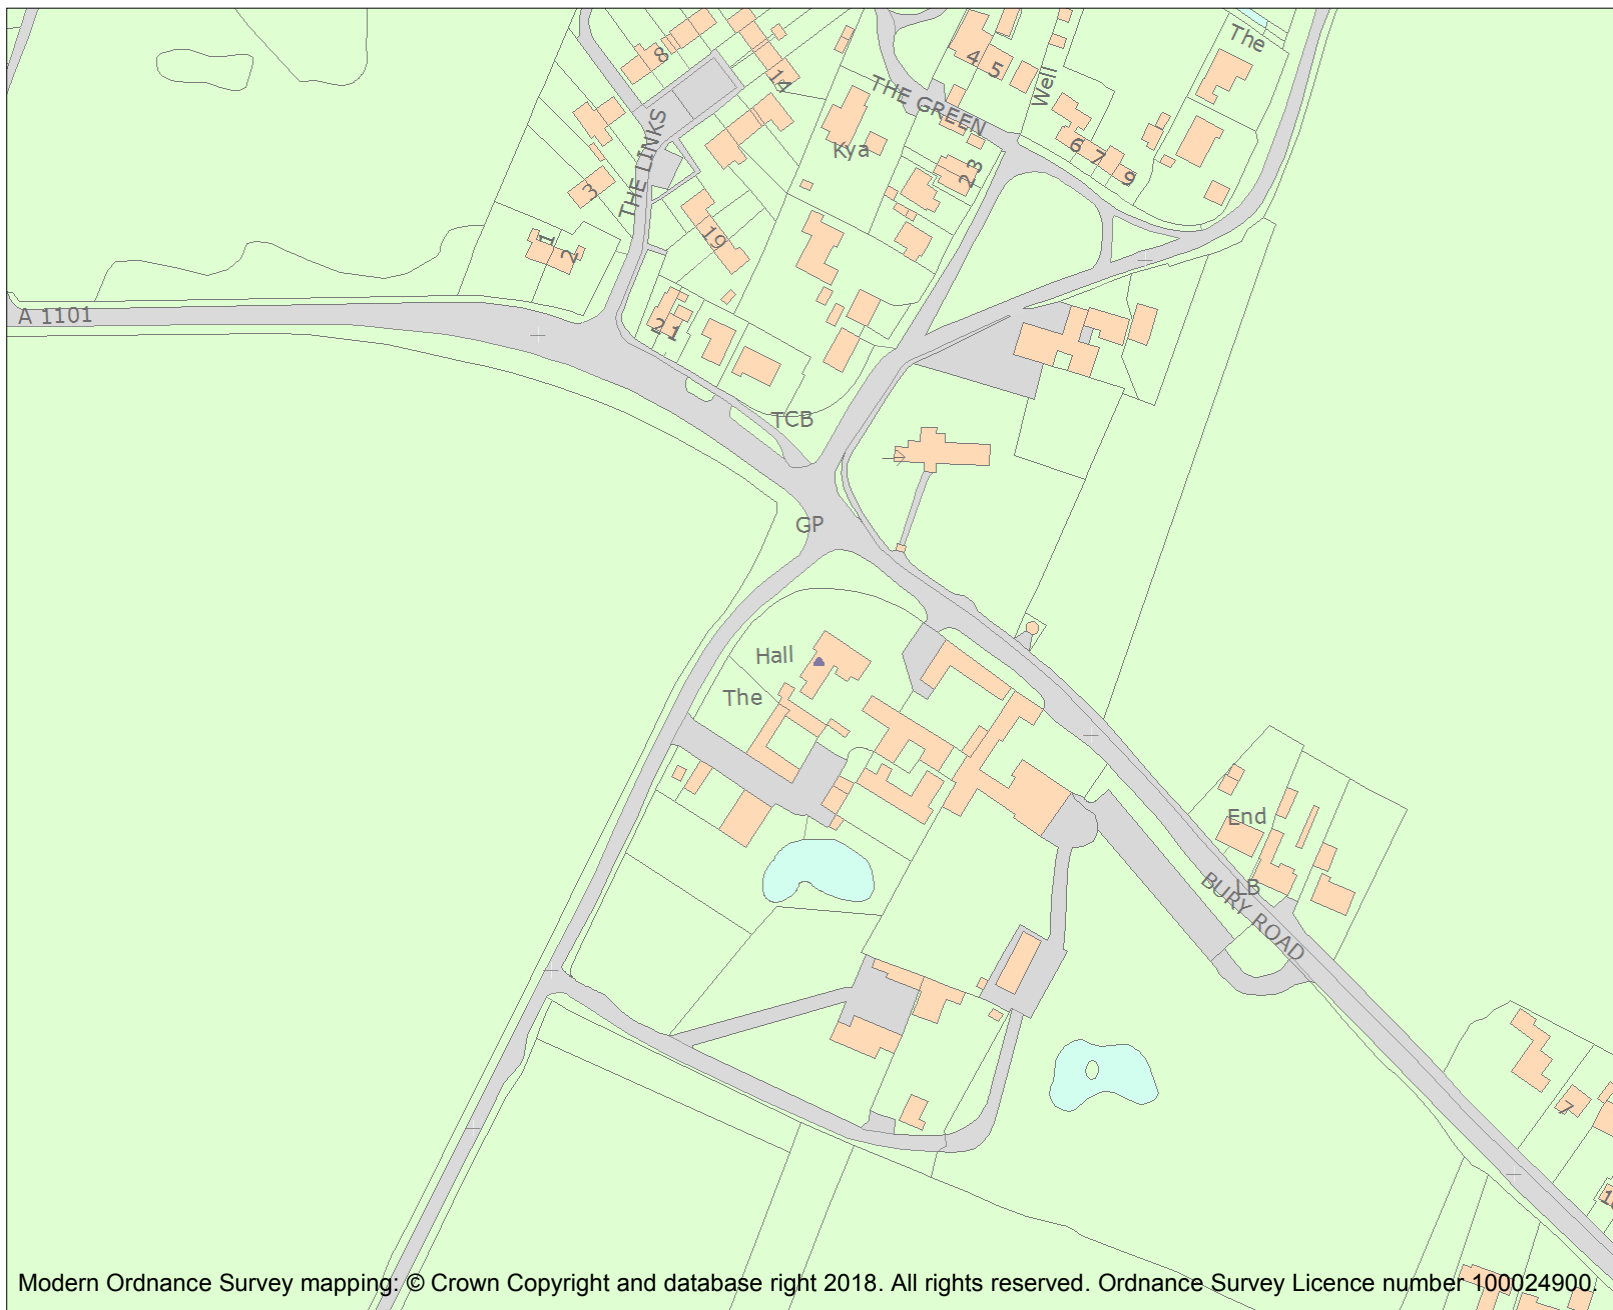 The
8
14
4
5
Well
THE GREEN
THE LINKS
Kya
2 3
6
7
9
3
1
2
19
A 1101
21
TCB
GP
Hall
The
End
LB
BURY ROAD
7
Modern Ordnance Survey mapping: © Crown Copyright and database right 2018. All rights reserved. Ordnance Survey Licence number 100024900.